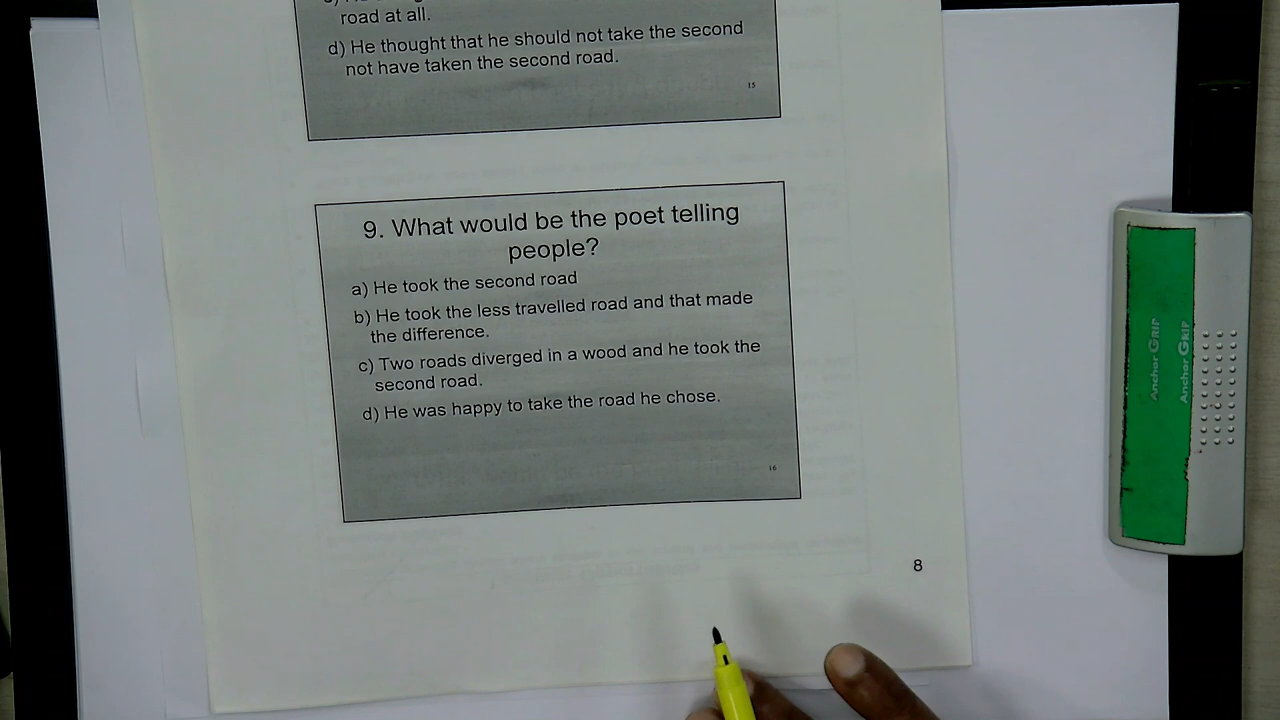 road at all.
d) He thought that he should not take the second
not have taken the second road.
15
9. What would be the poet telling
people?
a) He took the second road
b) He took the less travelled road and that made
the difference.
c) Two roads diverged in a wood and he took the
second road.
d) He was happy to take the road he chose.
16
8
Anchor GRIP
Anchor GRIP